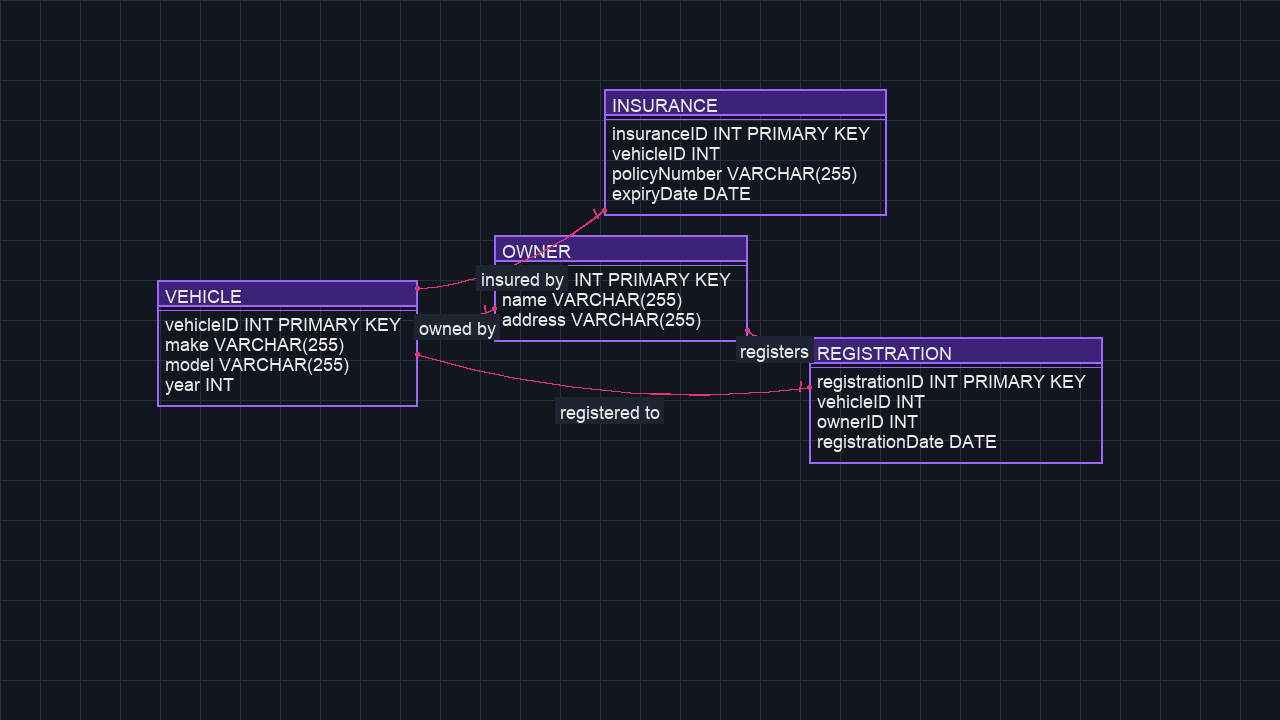 INSURANCE
insuranceID INT PRIMARY KEY
vehicleID INT
policyNumber VARCHAR(255)
expiryDate DATE
OWNER
INT PRIMARY KEY
name VARCHAR(255)
address VARCHAR(255)
insured by
owned by
VEHICLE
vehicleID INT PRIMARY KEY
make VARCHAR(255)
model VARCHAR(255)
year INT
registers
registered to
REGISTRATION
registrationID INT PRIMARY KEY
vehicleID INT
ownerID INT
registrationDate DATE